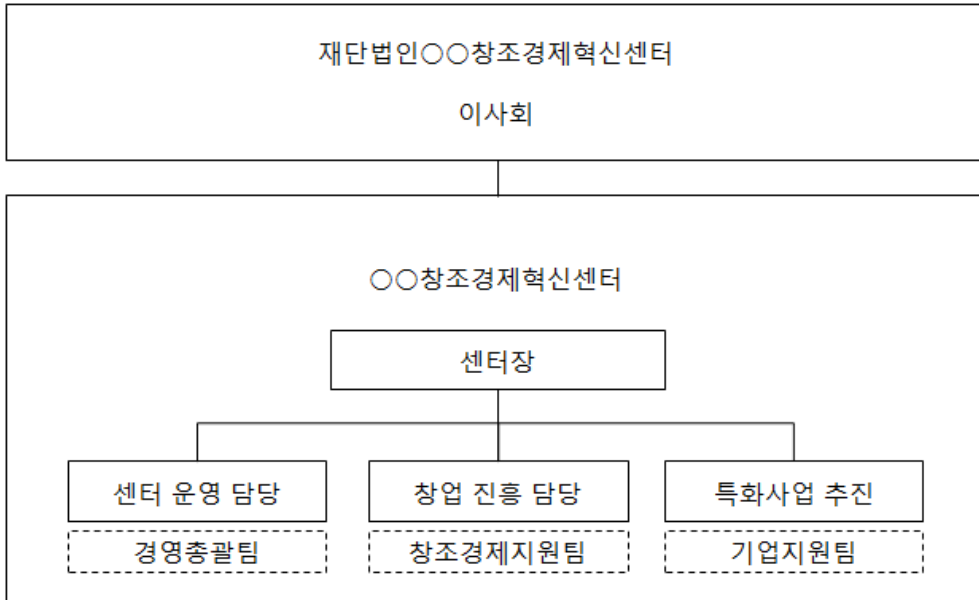 재단법인○○창조경제혁신센터
이사회
○○창조경제혁신센터
센터장
센터 운영 담당
창업 진흥 담당
특화사업 추진
경영총괄팀
창조경제지원팀
기업지원팀